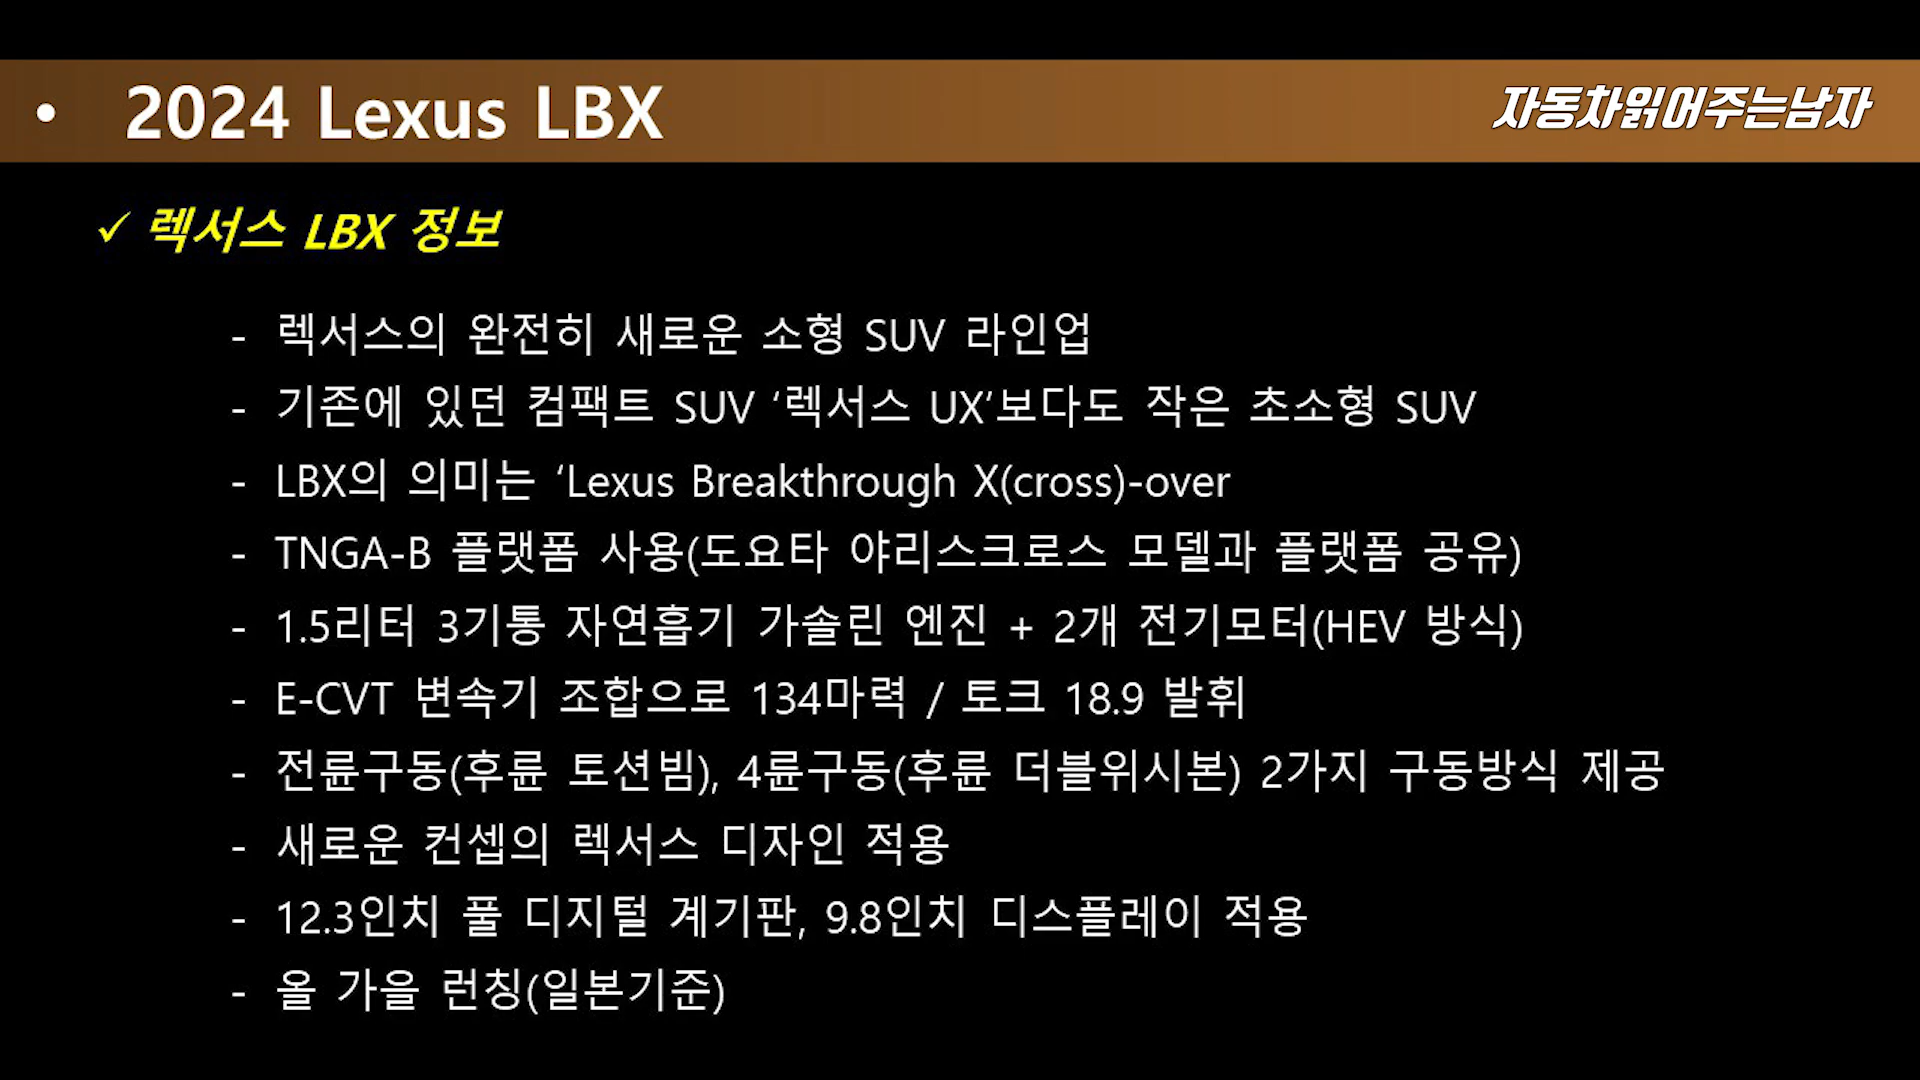 • 2024 Lexus LBX
자동차읽어주는남자
✓ 렉서스 LBX 정보
- 렉서스의 완전히 새로운 소형 SUV 라인업
- 기존에 있던 컴팩트 SUV ‘렉서스 UX’보다도 작은 초소형 SUV
- LBX의 의미는 ‘Lexus Breakthrough X(cross)-over
- TNGA-B 플랫폼 사용(도요타 야리스크로스 모델과 플랫폼 공유)
- 1.5리터 3기통 자연흡기 가솔린 엔진 + 2개 전기모터(HEV 방식)
- E-CVT 변속기 조합으로 134마력 / 토크 18.9 발휘
- 전륜구동(후륜 토션빔), 4륜구동(후륜 더블위시본) 2가지 구동방식 제공
- 새로운 컨셉의 렉서스 디자인 적용
- 12.3인치 풀 디지털 계기판, 9.8인치 디스플레이 적용
- 올 가을 런칭(일본기준)